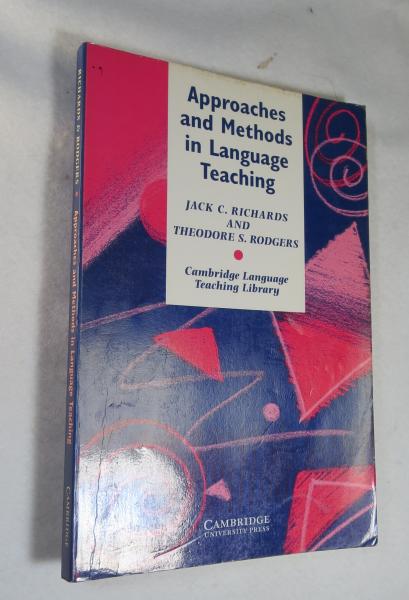 Approaches
and Methods
in Language
Teaching
JACK C. RICHARDS
AND
THEODORE S. RODGERS
Cambridge Language
Teaching Library
CAMBRIDGE
UNIVERSITY PRESS
RICHARDS & RODGERS • Approaches and Methods in Language Teaching
CAMBRIDGE